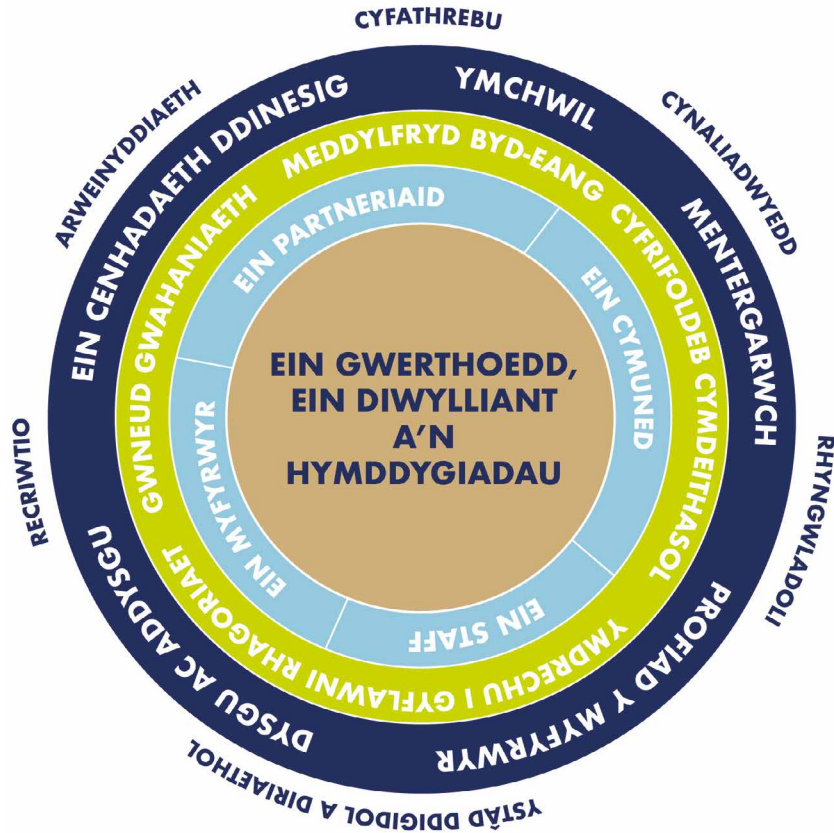 CYFATHREBU
CYNALIADWYEDD
RHYNGWLADOLI
YSTÂD DDIGIDOL A DIRIAETHOL
RECRIWTIO
ARWEINYDDIAETH
YMCHWIL
MENTERGARWCH
PROFIAD Y MYFYRWYR
DYSGU AC ADDYSGU
EIN CENHADAETH DDINESIG
MEDDYLFRYD BYD-EANG
CYFRIFOLDEB CYMDEITHASOL
YMDRECHU I GYFLAWNI RHAGORIAET
GWNEUD GWAHANIAETH
EIN PARTNERIAID
EIN CYMUNED
EIN STAFF
EIN MYFYRWYR
EIN GWERTHOEDD,
EIN DIWYLLIANT
A'N
HYMDDYGIADAU